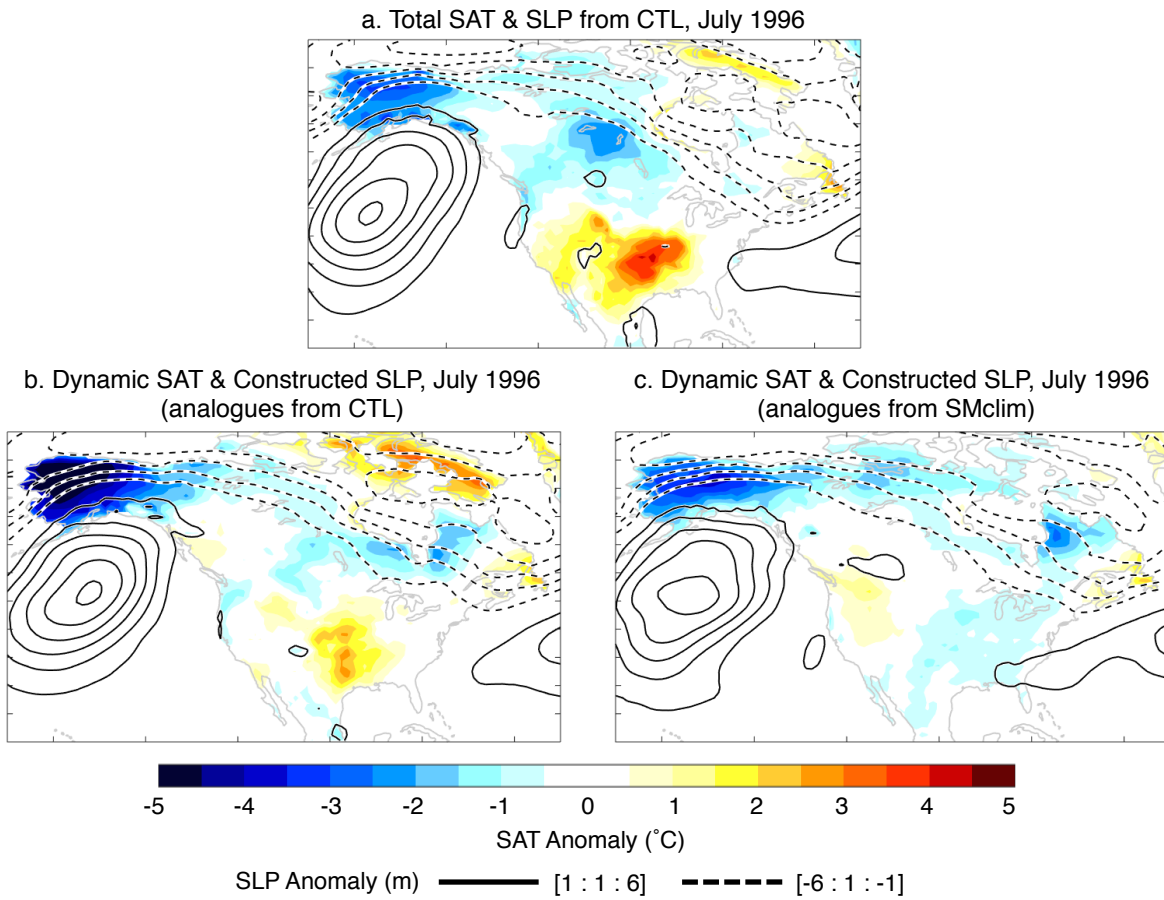 a. Total SAT & SLP from CTL, July 1996
b. Dynamic SAT & Constructed SLP, July 1996
(analogues from CTL)
c. Dynamic SAT & Constructed SLP, July 1996
(analogues from SMclim)
-5 -4 -3 -2 -1 0 1 2 3 4 5
SAT Anomaly (˚C)
SLP Anomaly (m) [1 : 1 : 6] [-6 : 1 : -1]